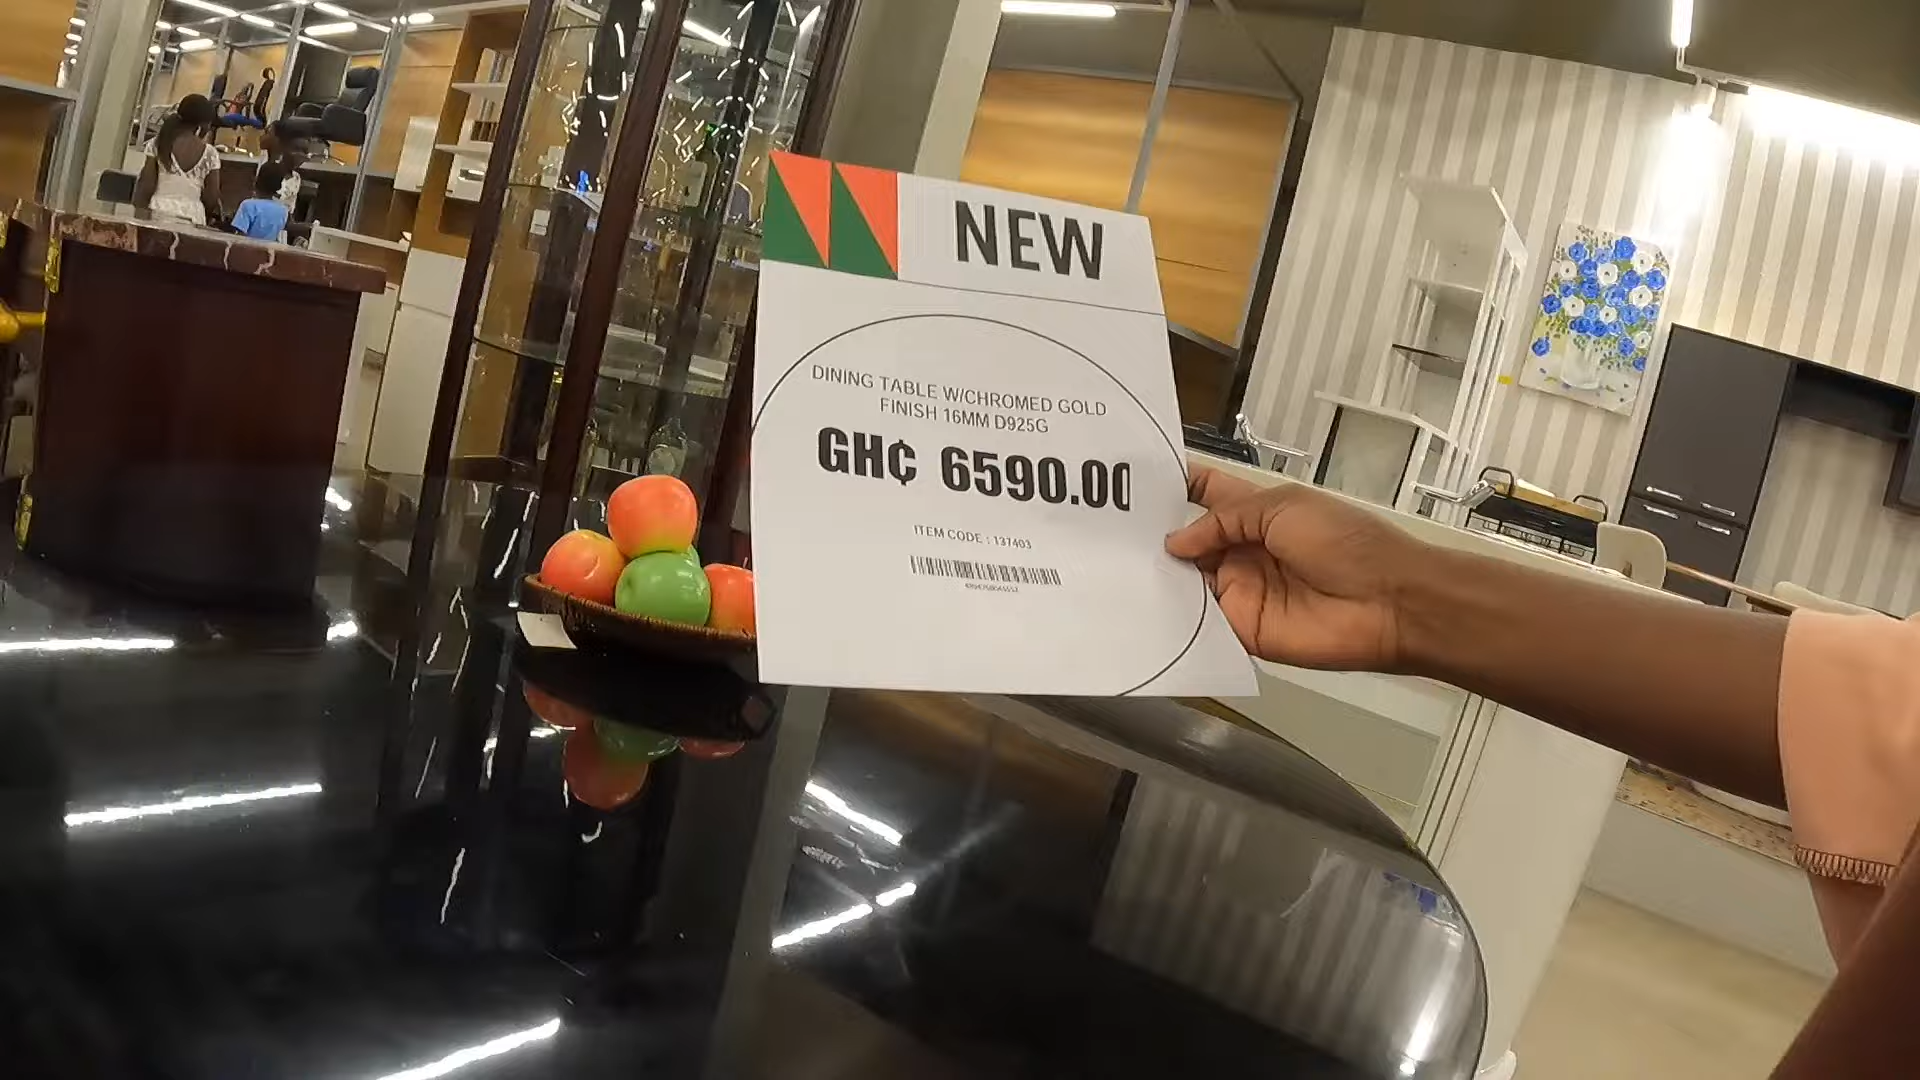 NEW
DINING TABLE W/CHROMED GOLD
FINISH 16MM D925G
GH₵ 6590.00
ITEM CODE : 137403